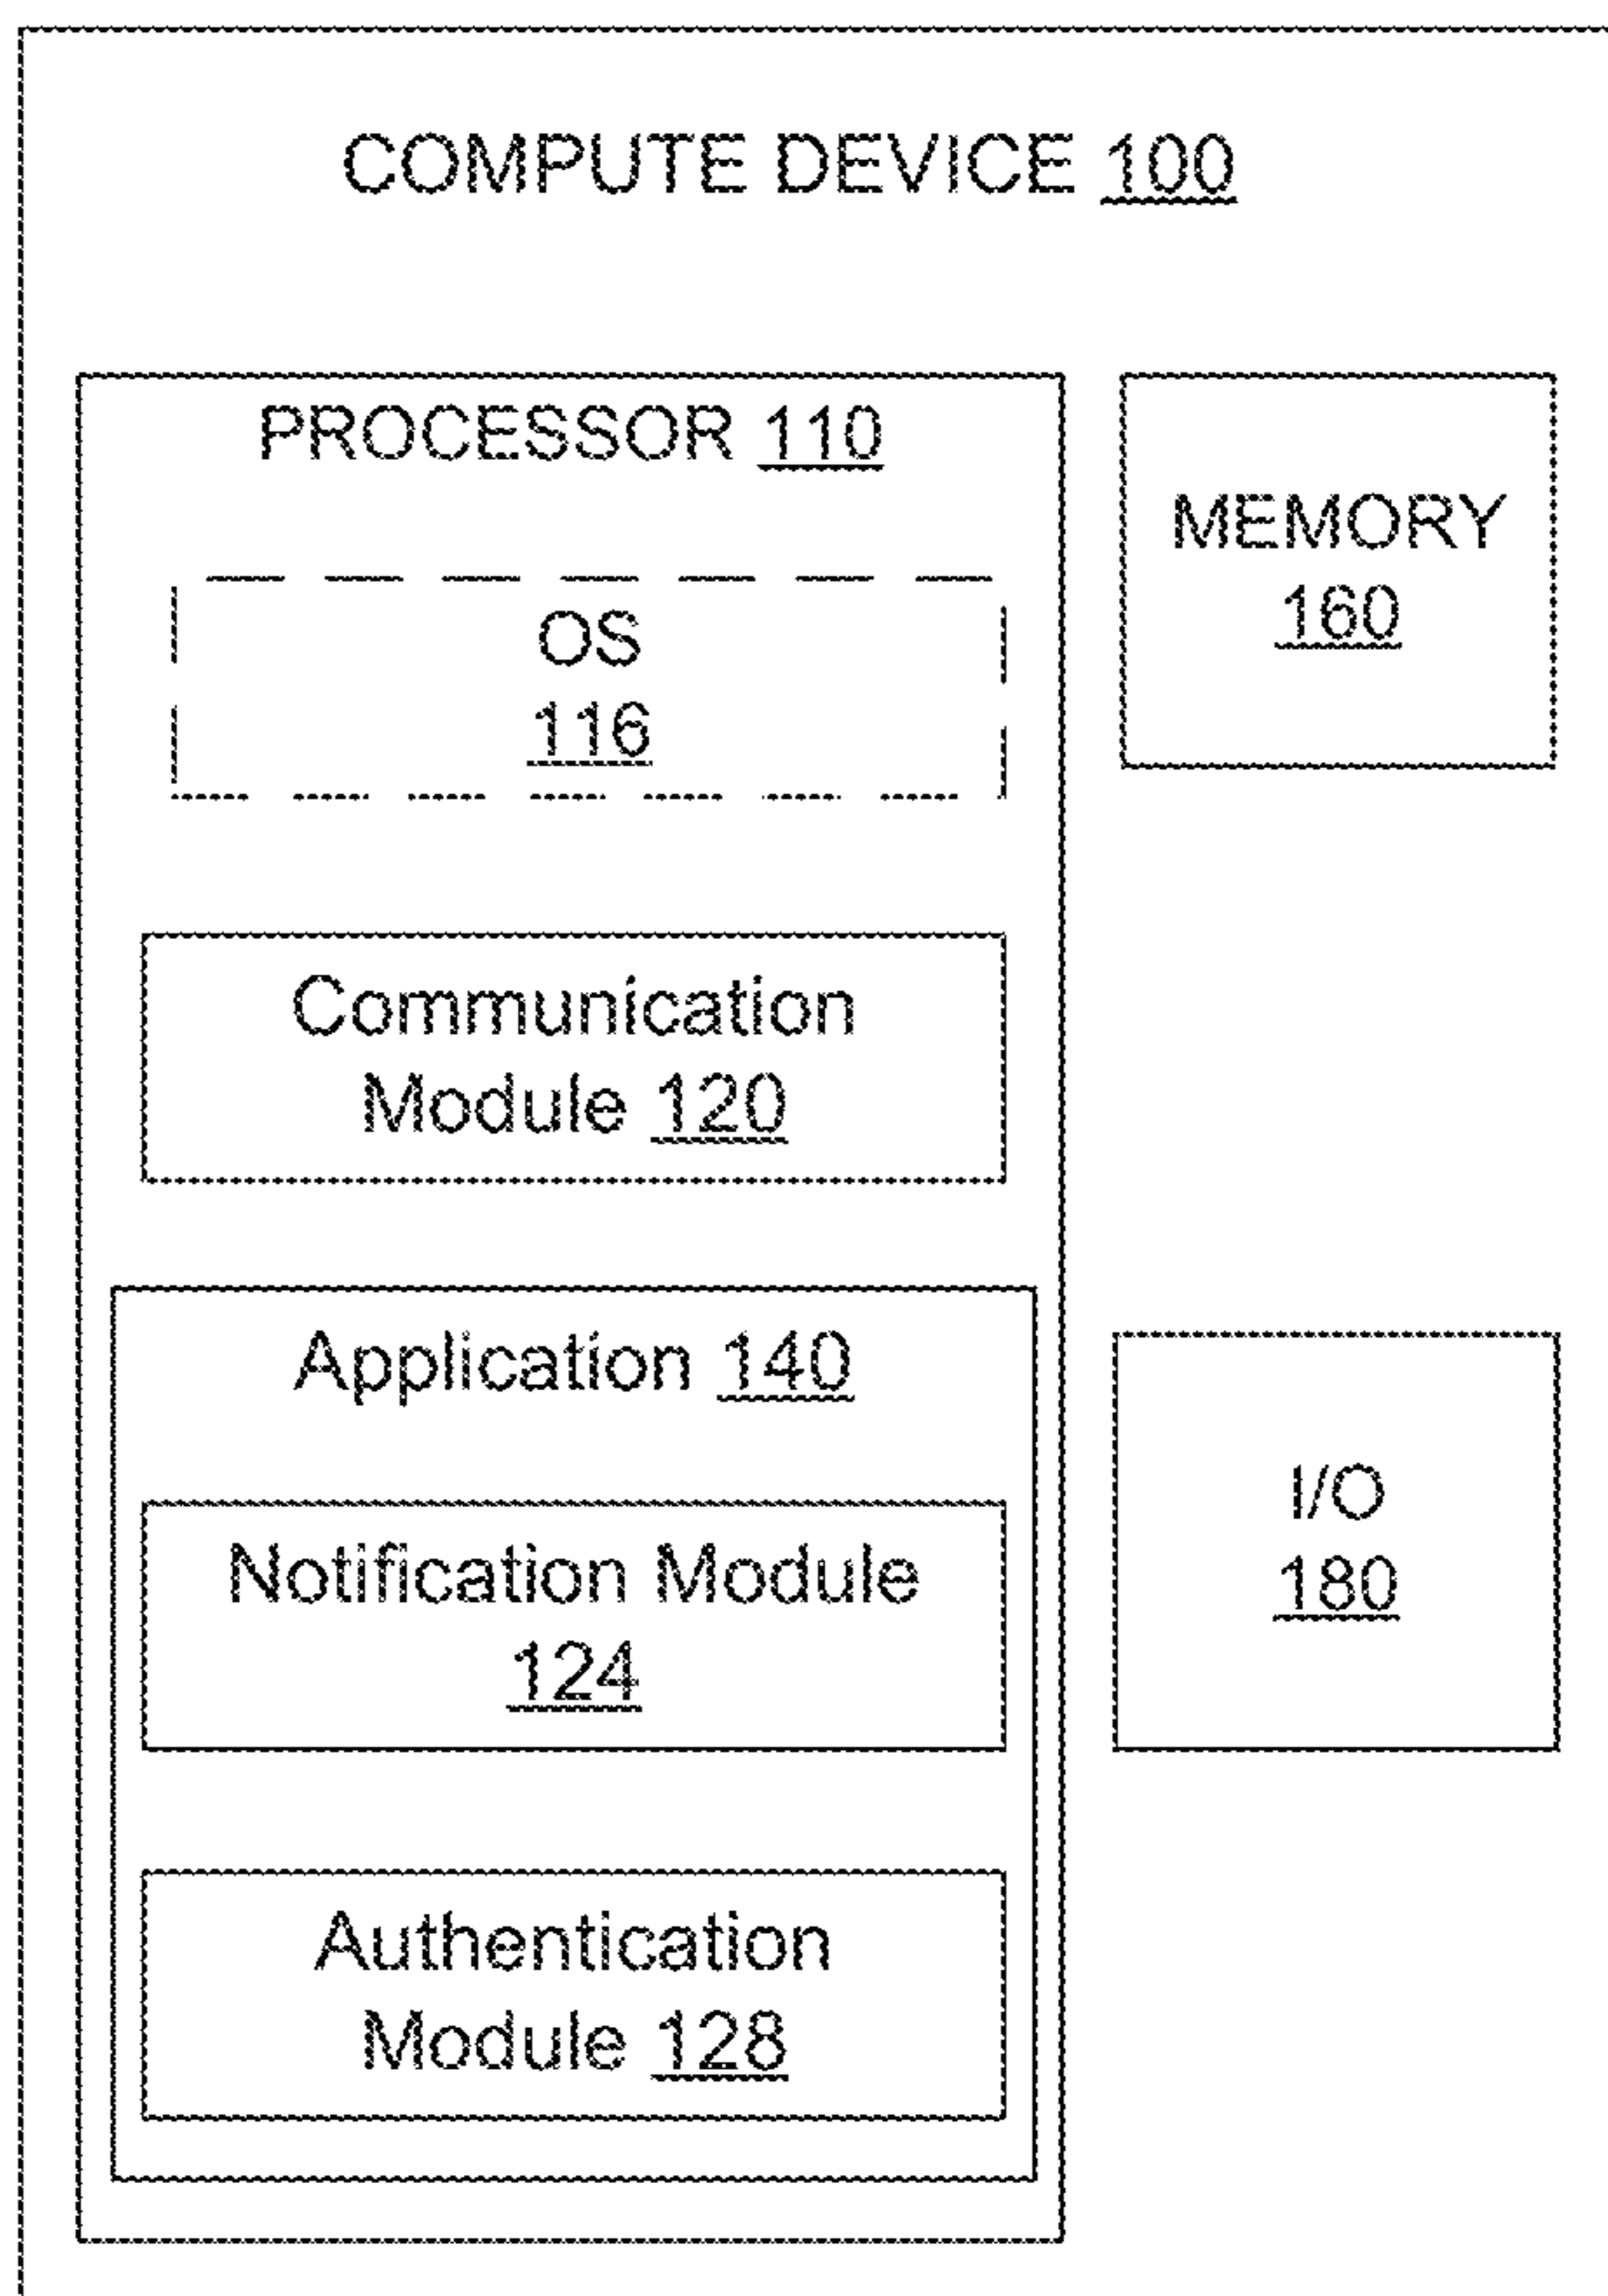 COMPUTE DEVICE 100
PROCESSOR 110
OS
116
Communication
Module 120
Application 140
Notification Module
124
Authentication
Module 128
MEMORY
160
I/O
180